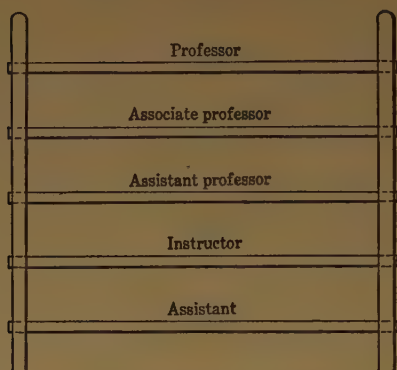 Professor
Associate professor
Assistant professor
Instructor
Assistant